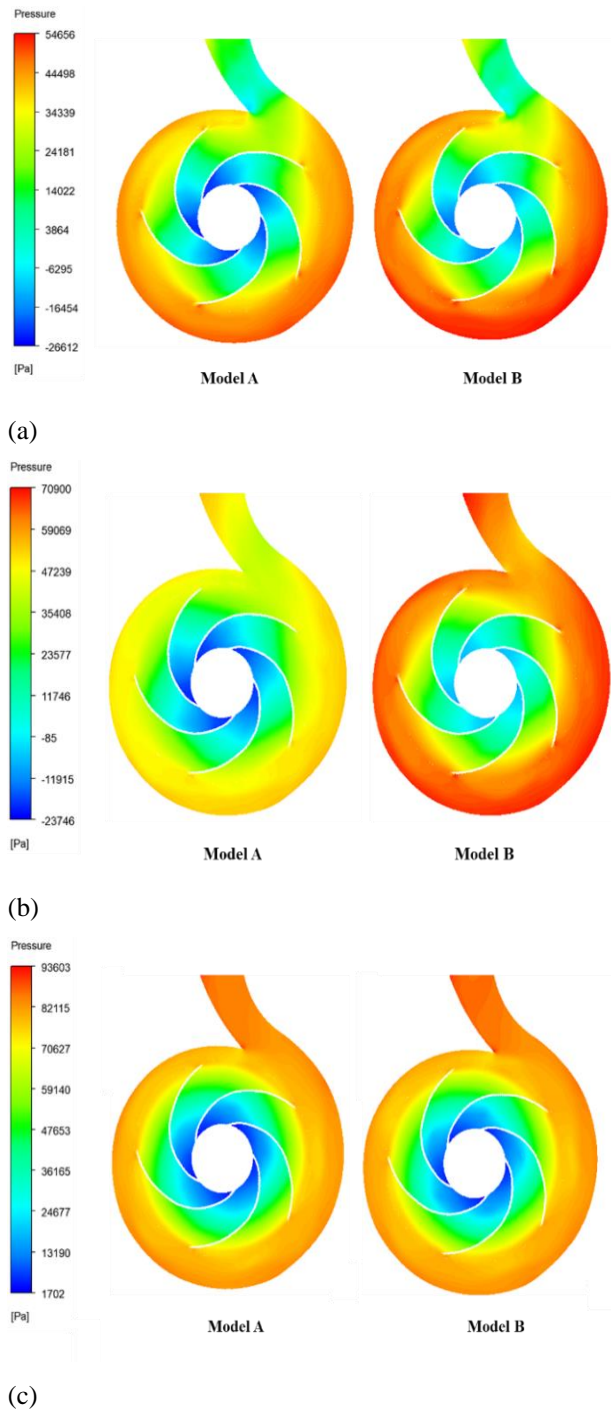 Pressure
54656
44498
34339
24181
14022
3864
-6295
-16454
-26612
[Pa]
Model A
Model B
(a)
Pressure
70900
59069
47239
35408
23577
11746
-85
-11915
-23746
[Pa]
Model A
Model B
(b)
Pressure
93603
82115
70627
59140
47653
36165
24677
13190
1702
[Pa]
Model A
Model B
(c)